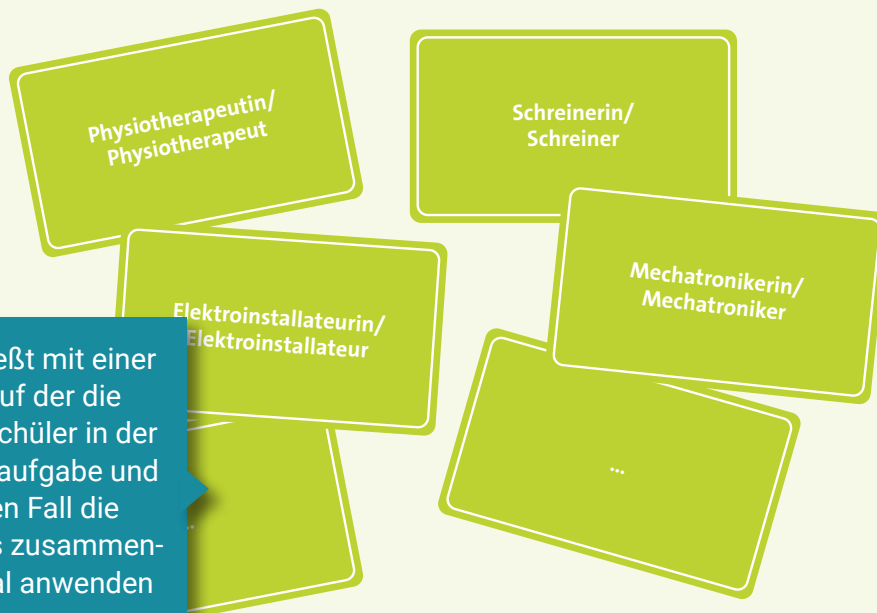 Physiotherapeutin/
Physiotherapeut
Schreinerin/
Schreiner
Mechatronikerin/
Mechatroniker
Elektroinstallateurin/
Elektroinstallateur
...
eßt mit einer
uf der die
chüler in der
aufgabe und
en Fall die
s zusammen-
al anwenden